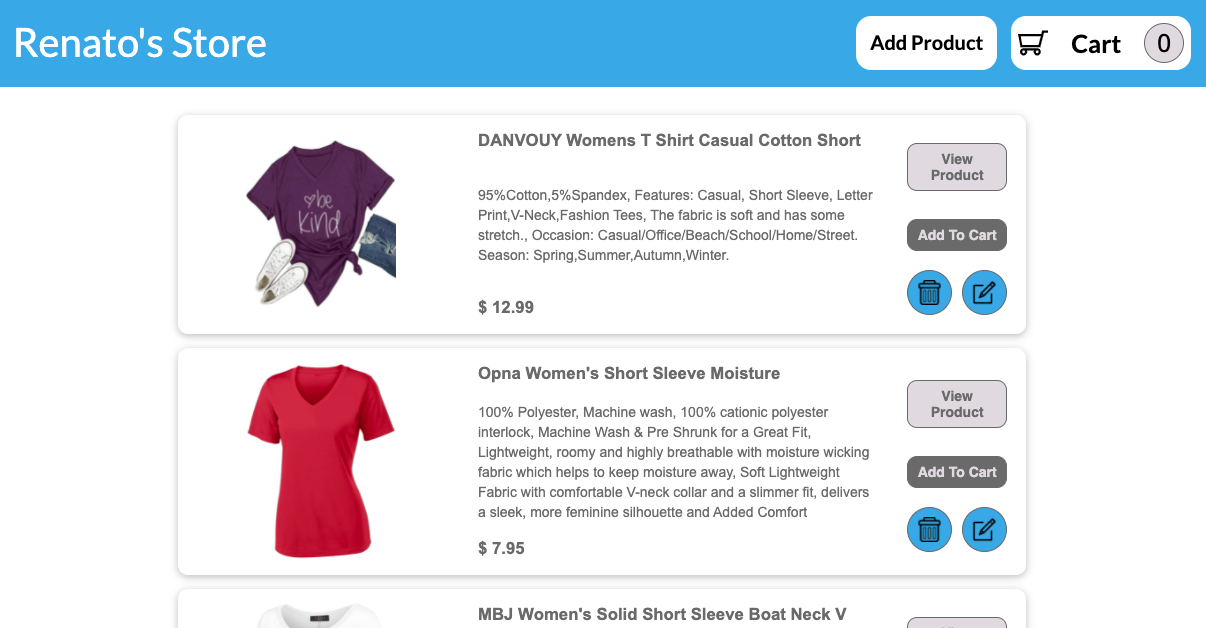 Renato's Store
Add Product
Cart
0
DANVOUY Womens T Shirt Casual Cotton Short
be
kind
95%Cotton,5%Spandex, Features: Casual, Short Sleeve, Letter
Print,V-Neck,Fashion Tees, The fabric is soft and has some
stretch., Occasion: Casual/Office/Beach/School/Home/Street.
Season: Spring,Summer,Autumn,Winter.
$ 12.99
View
Product
Add To Cart
Opna Women's Short Sleeve Moisture
100% Polyester, Machine wash, 100% cationic polyester
interlock, Machine Wash & Pre Shrunk for a Great Fit,
Lightweight, roomy and highly breathable with moisture wicking
fabric which helps to keep moisture away, Soft Lightweight
Fabric with comfortable V-neck collar and a slimmer fit, delivers
a sleek, more feminine silhouette and Added Comfort
$ 7.95
View
Product
Add To Cart
MBJ Women's Solid Short Sleeve Boat Neck V